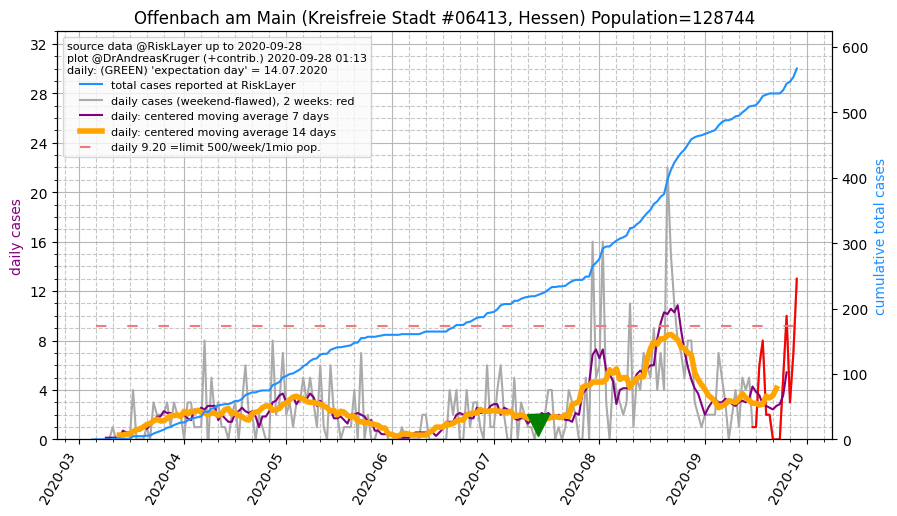 Offenbach am Main (Kreisfreie Stadt #06413, Hessen) Population=128744
source data @RiskLayer up to 2020-09-28
plot @DrAndreasKruger (+contrib.) 2020-09-28 01:13
daily: (GREEN) 'expectation day' = 14.07.2020
total cases reported at RiskLayer
daily cases (weekend-flawed), 2 weeks: red
daily: centered moving average 7 days
daily: centered moving average 14 days
daily 9.20 =limit 500/week/1mio pop.
daily cases
32
28
24
20
16
12
8
4
0
600
500
400
300
200
100
0
cumulative total cases
2020-03
2020-04
2020-05
2020-06
2020-07
2020-08
2020-09
2020-10